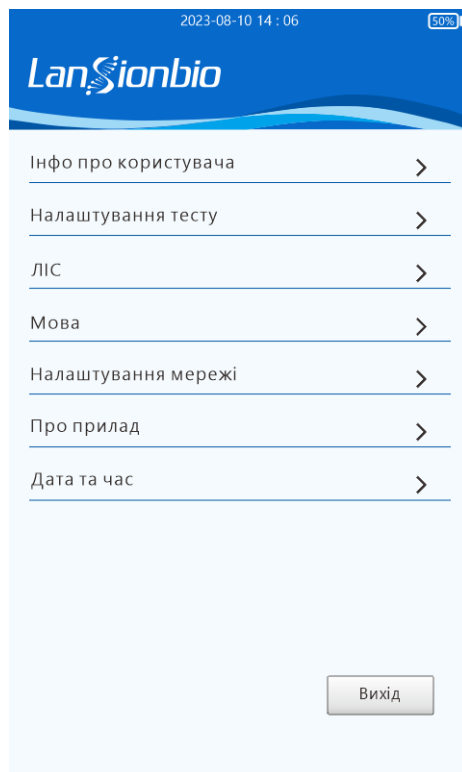 2023-08-10 14 : 06
50%
Lansionbio
Інфо про користувача
Налаштування тесту
ЛІС
Мова
Налаштування мережі
Про прилад
Дата та час
Вихід